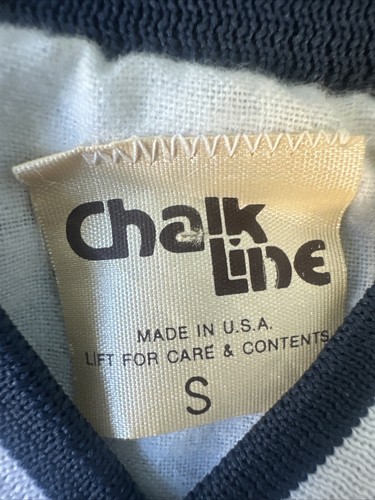 Chalk
Line
MADE IN U.S.A.
LIFT FOR CARE & CONTENTS
S